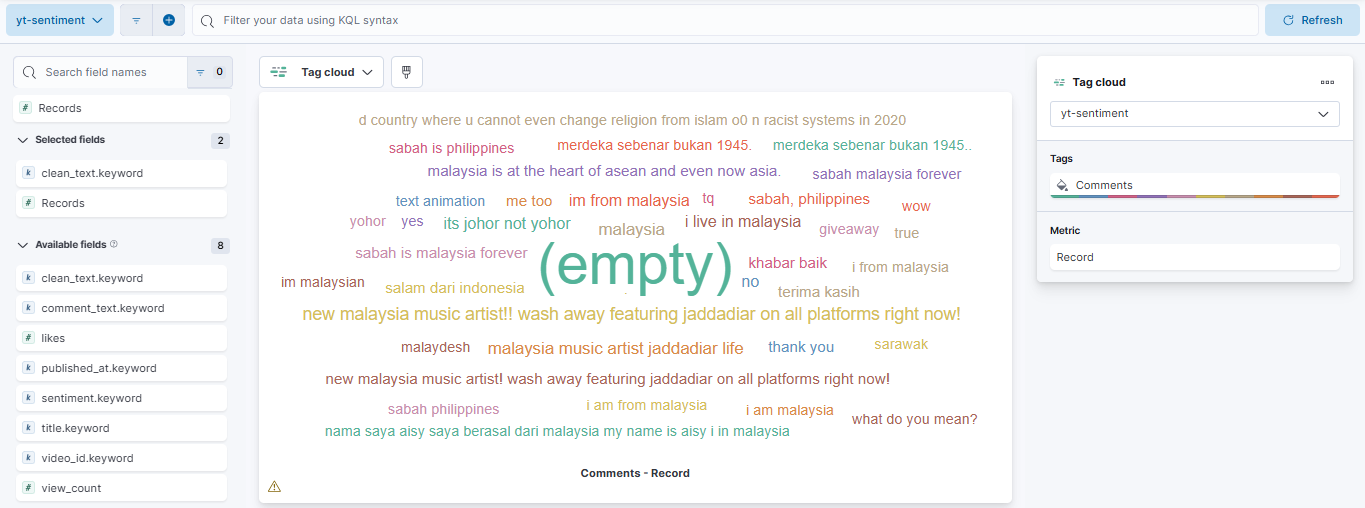 yt-sentiment
Filter your data using KQL syntax
Refresh
Search field names
0
Records
Selected fields
2
clean_text.keyword
Records
Available fields
8
clean_text.keyword
comment_text.keyword
likes
published_at.keyword
sentiment.keyword
title.keyword
video_id.keyword
view_count
Tag cloud
d country where u cannot even change religion from islam o0 n racist systems in 2020
sabah is philippines
merdeka sebenar bukan 1945.
merdeka sebenar bukan 1945..
malaysia is at the heart of asean and even now asia.
sabah malaysia forever
text animation
me too
im from malaysia
tq
sabah, philippines
wow
yohor
yes
its johor not yohor
malaysia
i live in malaysia
giveaway
true
sabah is malaysia forever
(empty)
khabar baik
i from malaysia
im malaysian
salam dari indonesia
no
terima kasih
new malaysia music artist!! wash away featuring jaddadiar on all platforms right now!
malaydesh
malaysia music artist jaddadiar life
thank you
sarawak
new malaysia music artist! wash away featuring jaddadiar on all platforms right now!
sabah philippines
i am from malaysia
i am malaysia
what do you mean?
nama saya aisy saya berasal dari malaysia my name is aisy i in malaysia
Comments - Record
Tag cloud
yt-sentiment
Tags
Comments
Metric
Record